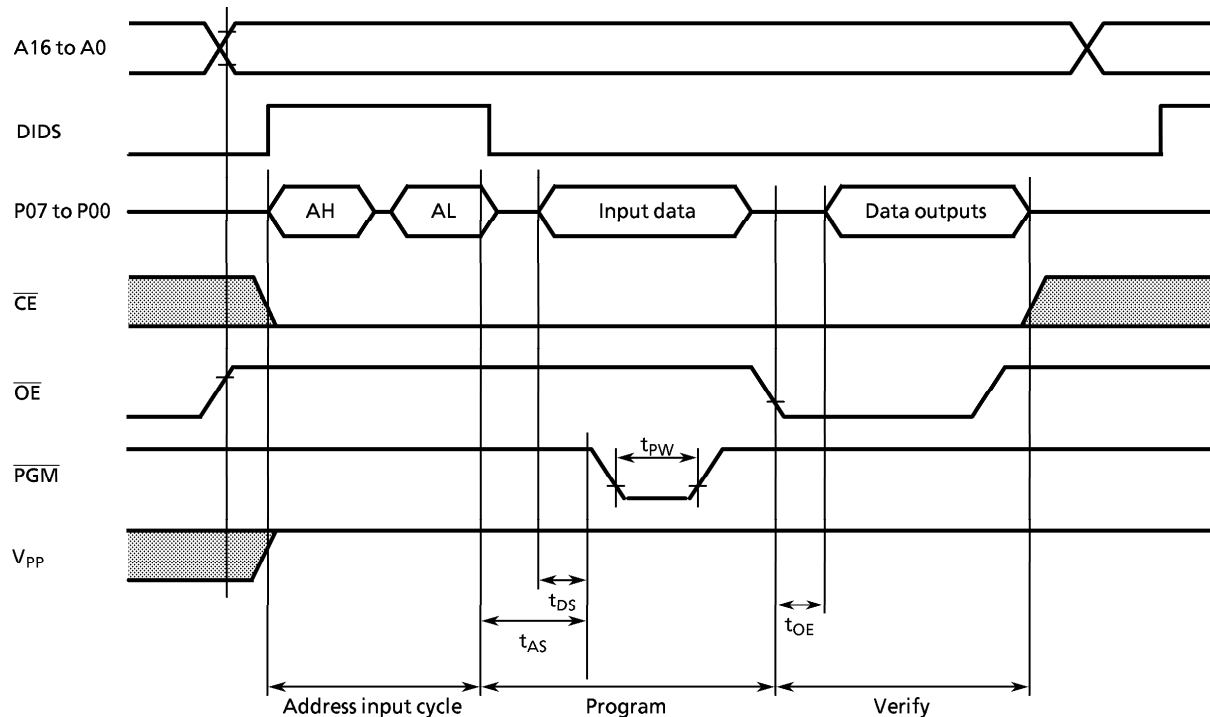 A16 to A0
DIDS
P07 to P00
AH
AL
Input data
Data outputs
CE
OE
tPW
PGM
VPP
tDS
tAS
tOE
Address input cycle
Program
Verify